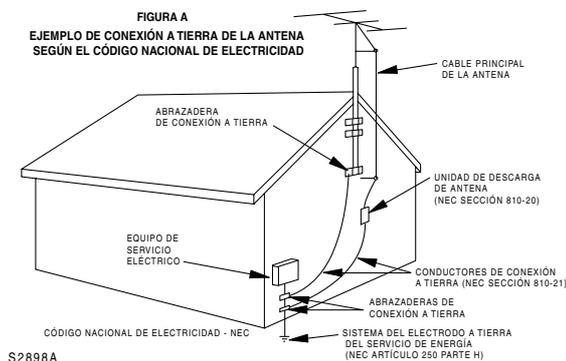 FIGURA A
EJEMPLO DE CONEXIÓN A TIERRA DE LA ANTENA
SEGÚN EL CÓDIGO NACIONAL DE ELECTRICIDAD
CABLE PRINCIPAL
DE LA ANTENA
ABRAZADERA
DE CONEXIÓN A TIERRA
UNIDAD DE DESCARGA
DE ANTENA
(NEC SECCIÓN 810-20)
EQUIPO DE
SERVICIO
ELÉCTRICO
CONDUCTORES DE CONEXIÓN
A TIERRA (NEC SECCIÓN 810-21)
ABRAZADERAS DE
CONEXIÓN A TIERRA
CÓDIGO NACIONAL DE ELECTRICIDAD - NEC
SISTEMA DEL ELECTRODO A TIERRA
DEL SERVICIO DE ENERGÍA
(NEC ARTÍCULO 250 PARTE H)
S2898A